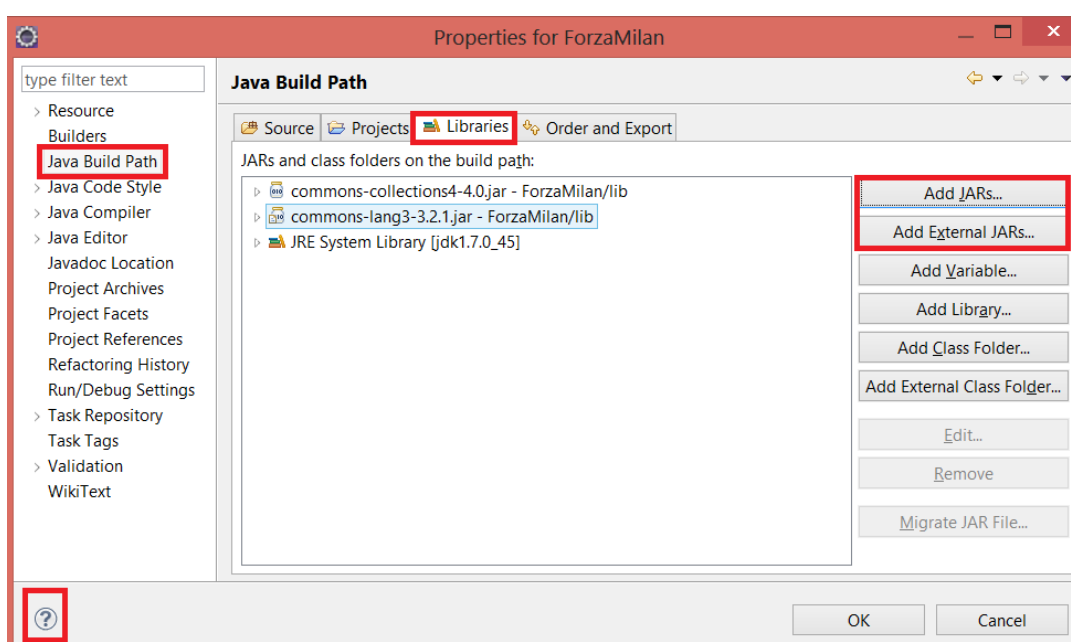 Properties for ForzaMilan
type filter text
Resource
Builders
Java Build Path
Java Code Style
Java Compiler
Java Editor
Javadoc Location
Project Archives
Project Facets
Project References
Refactoring History
Run/Debug Settings
Task Repository
Task Tags
Validation
WikiText
Java Build Path
Source Projects Libraries Order and Export
JARs and class folders on the build path:
commons-collections4-4.0.jar - ForzaMilan/lib
commons-lang3-3.2.1.jar - ForzaMilan/lib
JRE System Library [jdk1.7.0_45]
Add JARs...
Add External JARs...
Add Variable...
Add Library...
Add Class Folder...
Add External Class Folder...
Edit...
Remove
Migrate JAR File...
?
OK Cancel